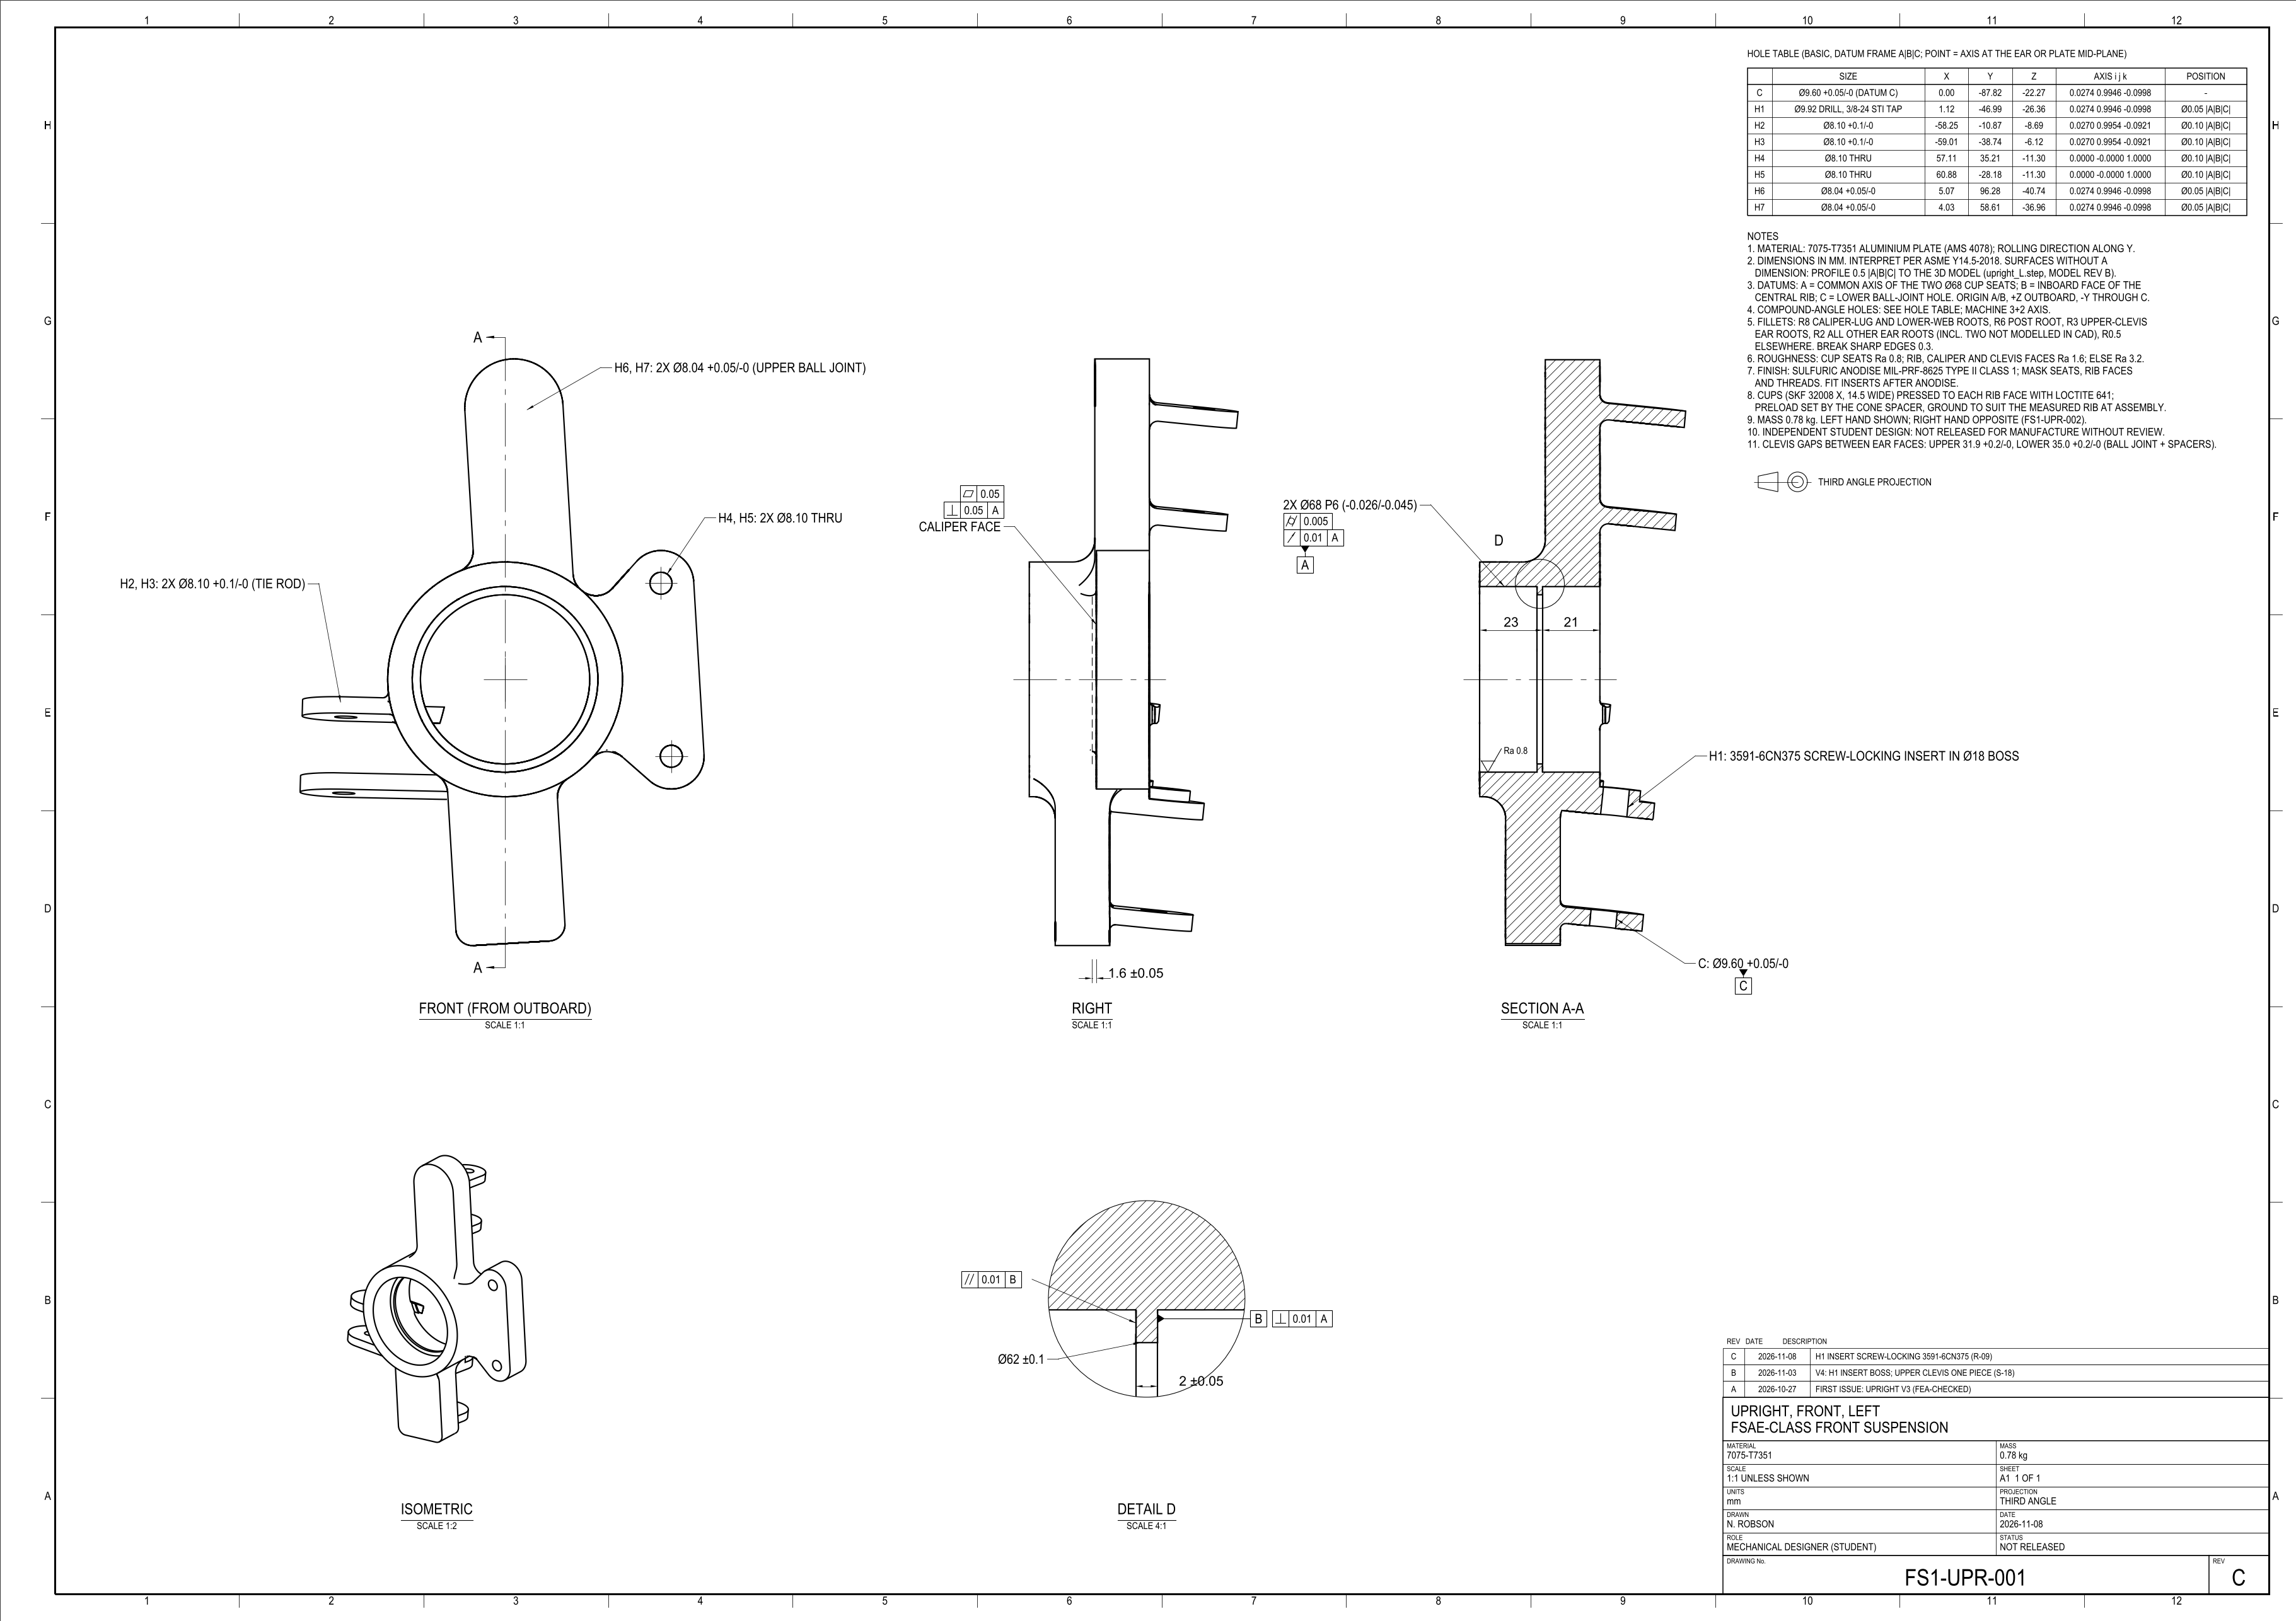 1 2 3 4 5 6 7 8 9 10 11 12
H
G
F
E
D
C
B
A
HOLE TABLE (BASIC, DATUM FRAME A|B|C; POINT = AXIS AT THE EAR OR PLATE MID-PLANE)
SIZE X Y Z AXIS i j k POSITION
C Ø9.60 +0.05/-0 (DATUM C) 0.00 -87.82 -22.27 0.0274 0.9946 -0.0998 -
H1 Ø9.92 DRILL, 3/8-24 STI TAP 1.12 -46.99 -26.36 0.0274 0.9946 -0.0998 Ø0.05 |A|B|C|
H2 Ø8.10 +0.1/-0 -58.25 -10.87 -8.69 0.0270 0.9954 -0.0921 Ø0.10 |A|B|C|
H3 Ø8.10 +0.1/-0 -59.01 -38.74 -6.12 0.0270 0.9954 -0.0921 Ø0.10 |A|B|C|
H4 Ø8.10 THRU 57.11 35.21 -11.30 0.0000 -0.0000 1.0000 Ø0.10 |A|B|C|
H5 Ø8.10 THRU 60.88 -28.18 -11.30 0.0000 -0.0000 1.0000 Ø0.10 |A|B|C|
H6 Ø8.04 +0.05/-0 5.07 96.28 -40.74 0.0274 0.9946 -0.0998 Ø0.05 |A|B|C|
H7 Ø8.04 +0.05/-0 4.03 58.61 -36.96 0.0274 0.9946 -0.0998 Ø0.05 |A|B|C|
NOTES
1. MATERIAL: 7075-T7351 ALUMINIUM PLATE (AMS 4078); ROLLING DIRECTION ALONG Y.
2. DIMENSIONS IN MM. INTERPRET PER ASME Y14.5-2018. SURFACES WITHOUT A
DIMENSION: PROFILE 0.5 |A|B|C| TO THE 3D MODEL (upright_L.step, MODEL REV B).
3. DATUMS: A = COMMON AXIS OF THE TWO Ø68 CUP SEATS; B = INBOARD FACE OF THE
CENTRAL RIB; C = LOWER BALL-JOINT HOLE. ORIGIN A/B, +Z OUTBOARD, -Y THROUGH C.
4. COMPOUND-ANGLE HOLES: SEE HOLE TABLE; MACHINE 3+2 AXIS.
5. FILLETS: R8 CALIPER-LUG AND LOWER-WEB ROOTS, R6 POST ROOT, R3 UPPER-CLEVIS
EAR ROOTS, R2 ALL OTHER EAR ROOTS (INCL. TWO NOT MODELLED IN CAD), R0.5
ELSEWHERE. BREAK SHARP EDGES 0.3.
6. ROUGHNESS: CUP SEATS Ra 0.8; RIB, CALIPER AND CLEVIS FACES Ra 1.6; ELSE Ra 3.2.
7. FINISH: SULFURIC ANODISE MIL-PRF-8625 TYPE II CLASS 1; MASK SEATS, RIB FACES
AND THREADS. FIT INSERTS AFTER ANODISE.
8. CUPS (SKF 32008 X, 14.5 WIDE) PRESSED TO EACH RIB FACE WITH LOCTITE 641;
PRELOAD SET BY THE CONE SPACER, GROUND TO SUIT THE MEASURED RIB AT ASSEMBLY.
9. MASS 0.78 kg. LEFT HAND SHOWN; RIGHT HAND OPPOSITE (FS1-UPR-002).
10. INDEPENDENT STUDENT DESIGN: NOT RELEASED FOR MANUFACTURE WITHOUT REVIEW.
11. CLEVIS GAPS BETWEEN EAR FACES: UPPER 31.9 +0.2/-0, LOWER 35.0 +0.2/-0 (BALL JOINT + SPACERS).
THIRD ANGLE PROJECTION
A
H6, H7: 2X Ø8.04 +0.05/-0 (UPPER BALL JOINT)
H4, H5: 2X Ø8.10 THRU
H2, H3: 2X Ø8.10 +0.1/-0 (TIE ROD)
A
FRONT (FROM OUTBOARD)
SCALE 1:1
0.05
0.05 A
CALIPER FACE
1.6 ±0.05
RIGHT
SCALE 1:1
2X Ø68 P6 (-0.026/-0.045)
0.005
0.01 A
A
D
23 21
Ra 0.8
H1: 3591-6CN375 SCREW-LOCKING INSERT IN Ø18 BOSS
C: Ø9.60 +0.05/-0
C
SECTION A-A
SCALE 1:1
ISOMETRIC
SCALE 1:2
// 0.01 B
B ⊥ 0.01 A
Ø62 ±0.1
2 ±0.05
DETAIL D
SCALE 4:1
REV DATE DESCRIPTION
C 2026-11-08 H1 INSERT SCREW-LOCKING 3591-6CN375 (R-09)
B 2026-11-03 V4: H1 INSERT BOSS; UPPER CLEVIS ONE PIECE (S-18)
A 2026-10-27 FIRST ISSUE: UPRIGHT V3 (FEA-CHECKED)
UPRIGHT, FRONT, LEFT
FSAE-CLASS FRONT SUSPENSION
MATERIAL MASS
7075-T7351 0.78 kg
SCALE SHEET
1:1 UNLESS SHOWN A1 1 OF 1
UNITS PROJECTION
mm THIRD ANGLE
DRAWN DATE
N. ROBSON 2026-11-08
ROLE STATUS
MECHANICAL DESIGNER (STUDENT) NOT RELEASED
DRAWING No. REV
FS1-UPR-001 C
H
G
F
E
D
C
B
A
1 2 3 4 5 6 7 8 9 10 11 12